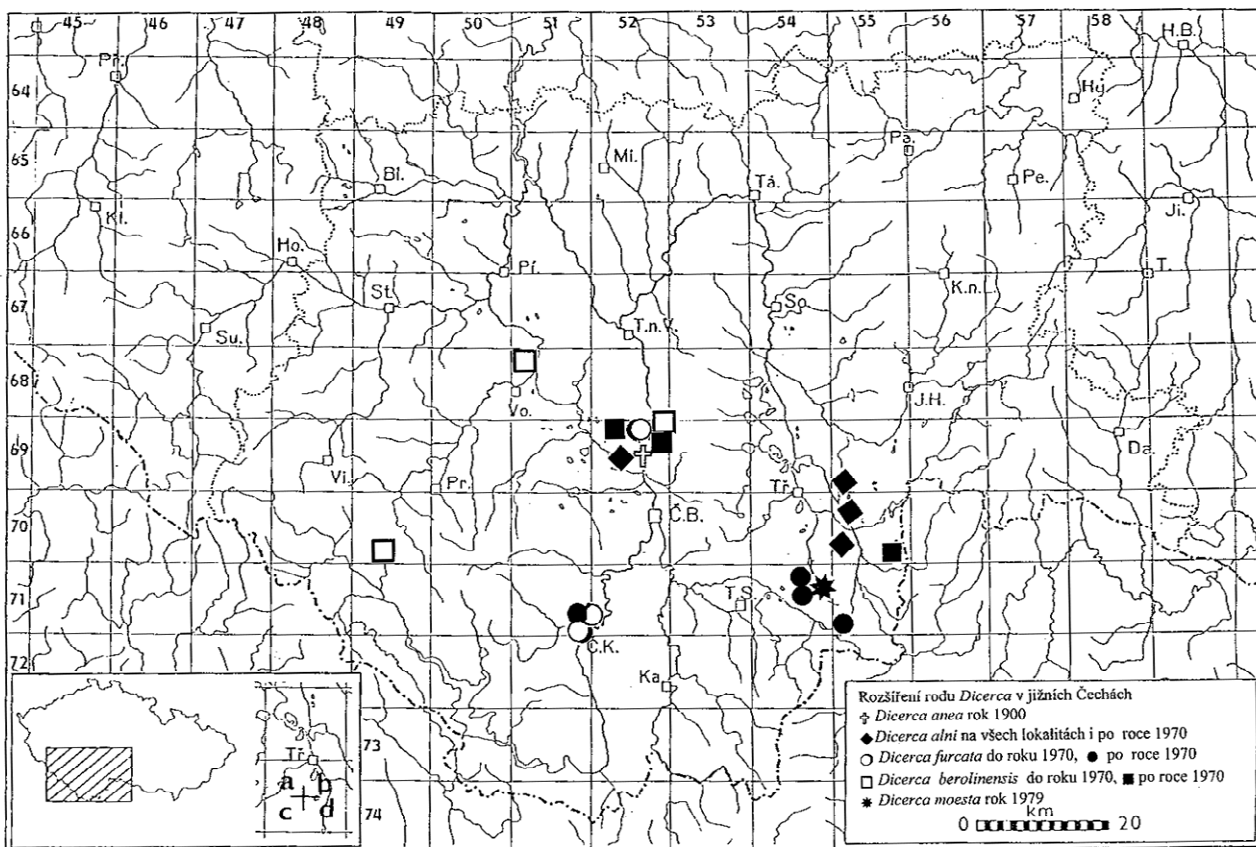 45 46 47 48 49 50 51 52 53 54 55 56 57 58
H.B.
Př.
64
Hu.
Pa.
65
Mi.
Bl.
Pe.
Tá.
Kl.
Ji.
66
Ho.
Pí.
K.n.L.
T.
St.
67
So.
T.n.V.
Su.
68
Vo.
J.H.
Da.
69
Vi.
Pr.
Tř.
Č.B.
70
71
T.S.
Č.K.
72
Ka.
73
74
Tř.
a b
c d
Rozšíření rodu Dicerca v jižních Čechách
Dicerca anea rok 1900
Dicerca alni na všech lokalitách i po roce 1970
Dicerca furcata do roku 1970, po roce 1970
Dicerca berolinensis do roku 1970, po roce 1970
Dicerca moesta rok 1979
km
0 20